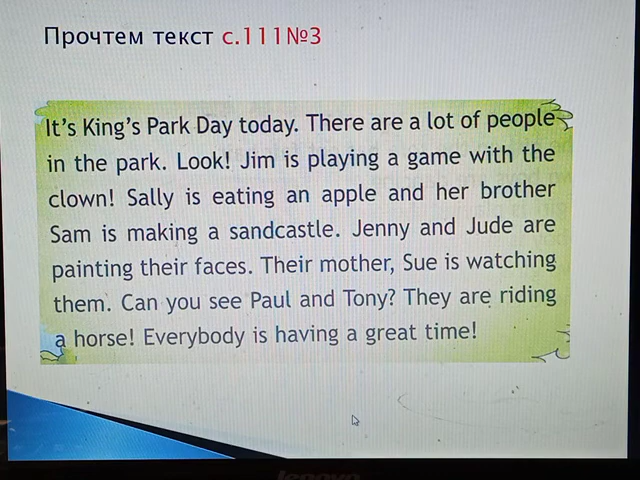 Прочтем текст с.111№3
It's King's Park Day today. There are a lot of people
in the park. Look! Jim is playing a game with the
clown! Sally is eating an apple and her brother
Sam is making a sandcastle. Jenny and Jude are
painting their faces. Their mother, Sue is watching
them. Can you see Paul and Tony? They are riding
a horse! Everybody is having a great time!
lenovo